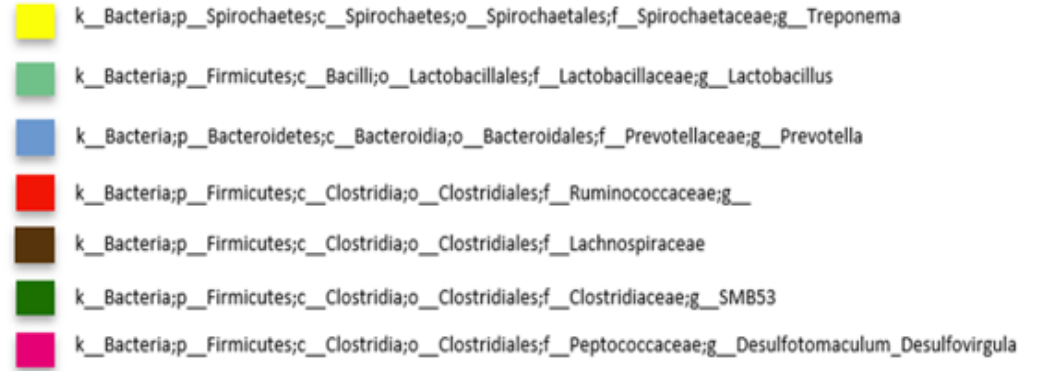 k__Bacteria;p__Spirochaetes;c__Spirochaetes;o__Spirochaetales;f__Spirochaetaceae;g__Treponema
k__Bacteria;p__Firmicutes;c__Bacilli;o__Lactobacillales;f__Lactobacillaceae;g__Lactobacillus
k__Bacteria;p__Bacteroidetes;c__Bacteroidia;o__Bacteroidales;f__Prevotellaceae;g__Prevotella
k__Bacteria;p__Firmicutes;c__Clostridia;o__Clostridiales;f__Ruminococcaceae;g__
k__Bacteria;p__Firmicutes;c__Clostridia;o__Clostridiales;f__Lachnospiraceae
k__Bacteria;p__Firmicutes;c__Clostridia;o__Clostridiales;f__Clostridiaceae;g__SMB53
k__Bacteria;p__Firmicutes;c__Clostridia;o__Clostridiales;f__Peptococcaceae;g__Desulfotomaculum_Desulfovirgula